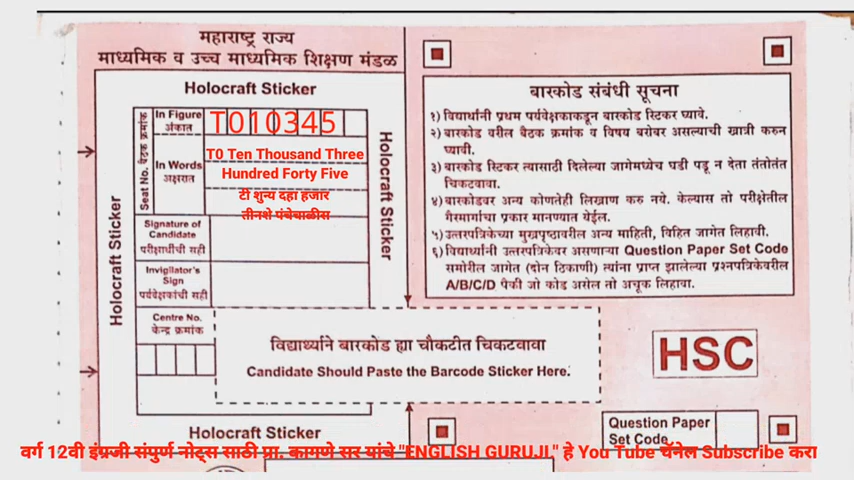 महाराष्ट्र राज्य
माध्यमिक व उच्च माध्यमिक शिक्षण मंडळ
Holocraft Sticker
Seat No. बैठक क्रमांक
In Figure
अंकात
T010345
In Words
अक्षरात
T0 Ten Thousand Three
Hundred Forty Five
टी शुन्य दहा हजार
तीनशे पंचेबाळीस
Signature of
Candidate
परीक्षार्थीची सही
Invigilator's
Sign
पर्यवेक्षकांची सही
Centre No.
केन्द्र क्रमांक
Holocraft Sticker
Holocraft Sticker
विद्यार्थ्याने बारकोड ह्या चौकटीत चिकटवावा
Candidate Should Paste the Barcode Sticker Here.
Holocraft Sticker
बारकोड संबंधी सूचना
१) विद्यार्थ्यांनी प्रथम पर्यवेक्षकाकडून बारकोड स्टिकर घ्यावे.
२) बारकोड वरील बैठक क्रमांक व विषय बरोबर असल्याची खात्री करुन
घ्यावी.
३) बारकोड स्टिकर त्यासाठी दिलेल्या जागेमध्येच घडी पडू न देता तंतोतंत
चिकटवावा.
४) बारकोडवर अन्य कोणतेही लिखाण करु नये. केल्यास तो परीक्षेतील
गैरमार्गाचा प्रकार मानण्यात येईल.
५) उत्तरपत्रिकेच्या मुखपृष्ठावरील अन्य माहिती, विहित जागेत लिहावी.
६) विद्यार्थ्यांनी उत्तरपत्रिकेवर असणाऱ्या Question Paper Set Code
समोरील जागेत (दोन ठिकाणी) त्यांना प्राप्त झालेल्या प्रश्नपत्रिकेवरील
A/B/C/D पैकी जो कोड असेल तो अचूक लिहावा.
HSC
Question Paper
Set Code
वर्ग 12वी इंग्रजी संपुर्ण नोट्स साठी प्रा. कागणे सर यांचे "ENGLISH GURUJI." हे You Tube चॅनेल Subscribe करा